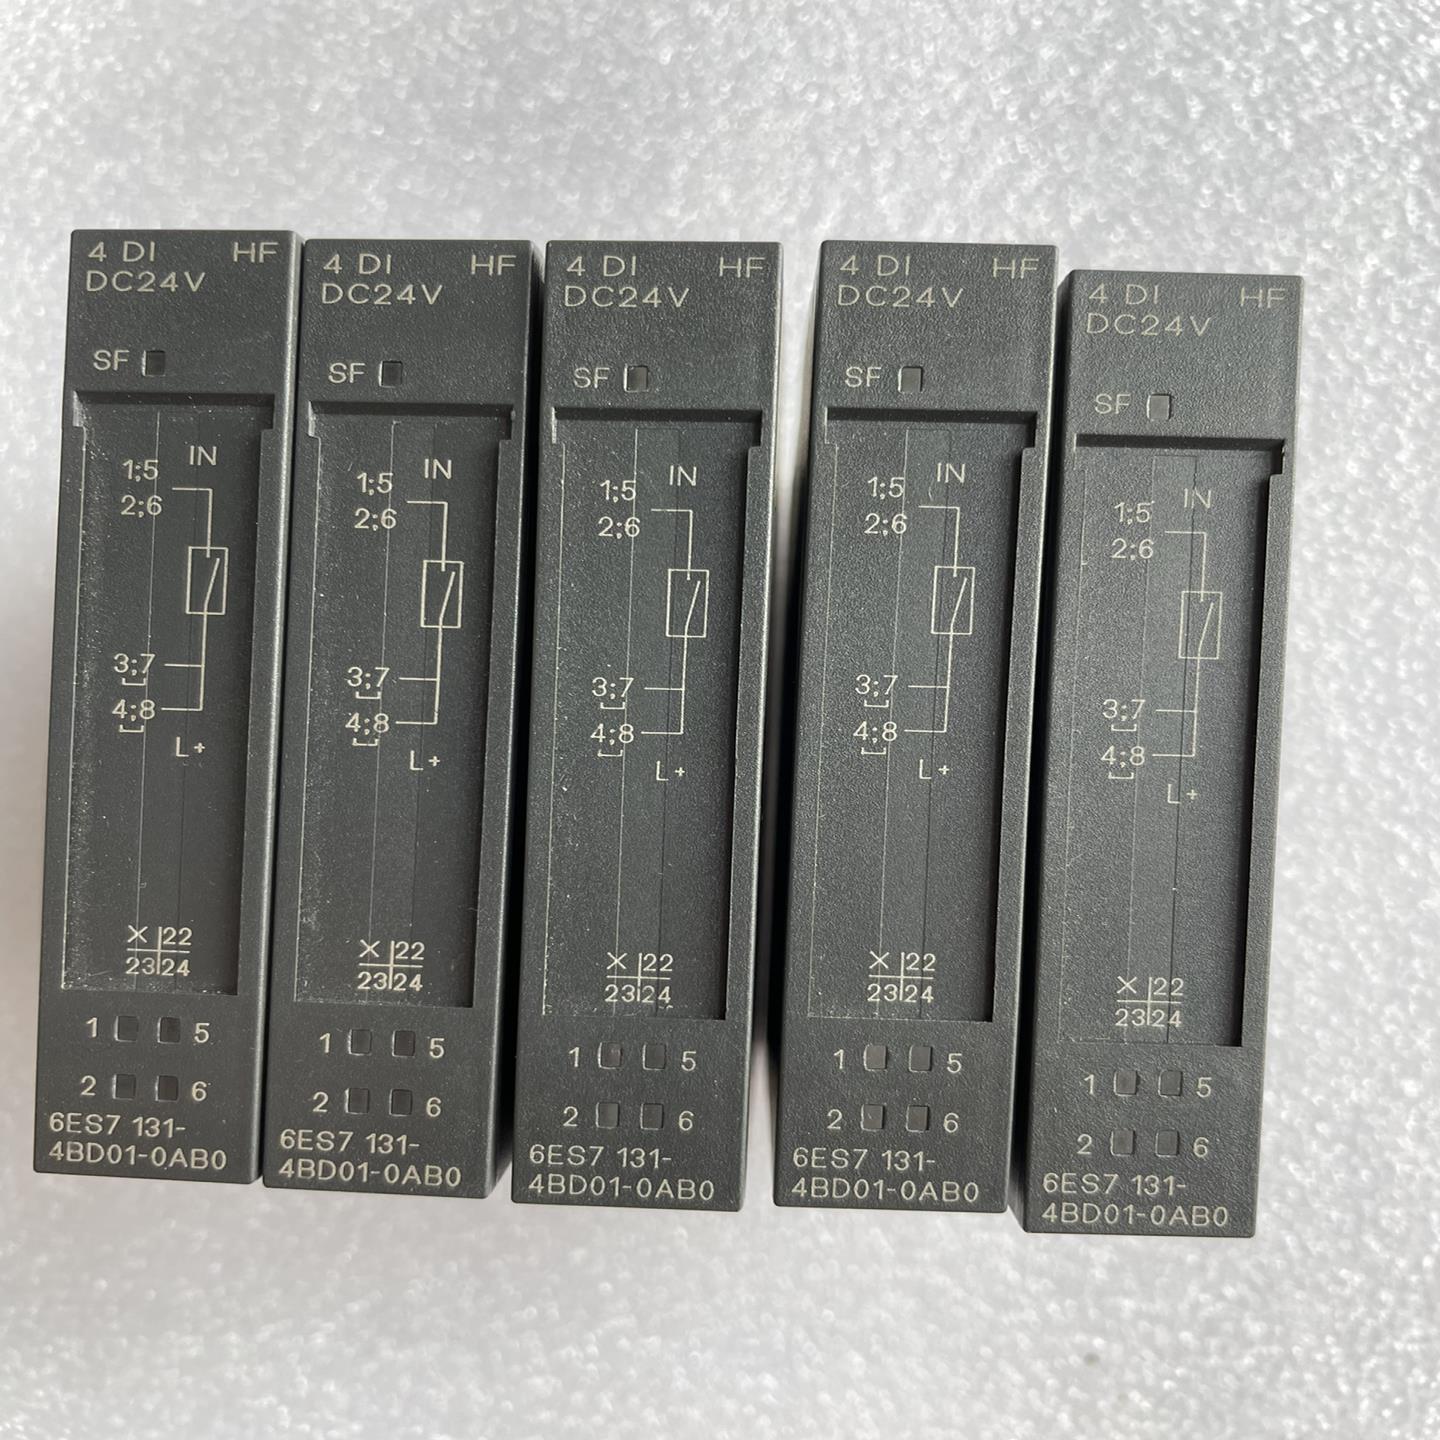 4 DI HF
DC24V
SF
IN
1;5
2;6
3;7
4;8
L+
X 22
23 24
1 5
2 6
6ES7 131-
4BD01-0AB0
4 DI HF
DC24V
SF
IN
1;5
2;6
3;7
4;8
L+
X 22
23 24
1 5
2 6
6ES7 131-
4BD01-0AB0
4 DI HF
DC24V
SF
IN
1;5
2;6
3;7
4;8
L+
X 22
23 24
1 5
2 6
6ES7 131-
4BD01-0AB0
4 DI HF
DC24V
SF
IN
1;5
2;6
3;7
4;8
L+
X 22
23 24
1 5
2 6
6ES7 131-
4BD01-0AB0
4 DI HF
DC24V
SF
IN
1;5
2;6
3;7
4;8
L+
X 22
23 24
1 5
2 6
6ES7 131-
4BD01-0AB0